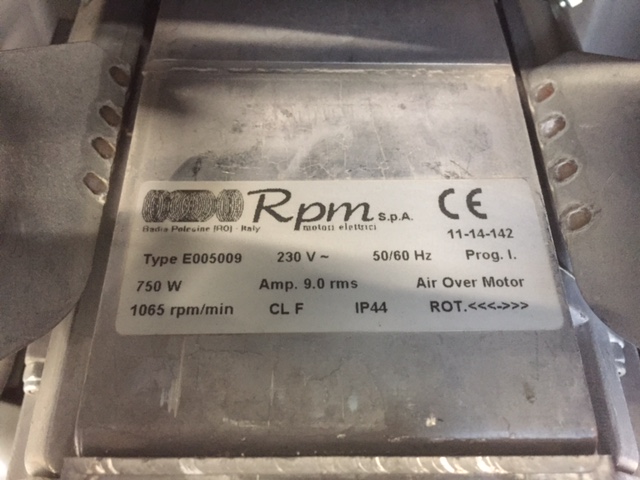 Rpm S.p.A. CE
Badia Polesine (RO) - Italy motori elettrici
11-14-142
Type E005009 230 V ~ 50/60 Hz Prog. I.
750 W Amp. 9.0 rms Air Over Motor
1065 rpm/min CL F IP44 ROT.<<<->>>